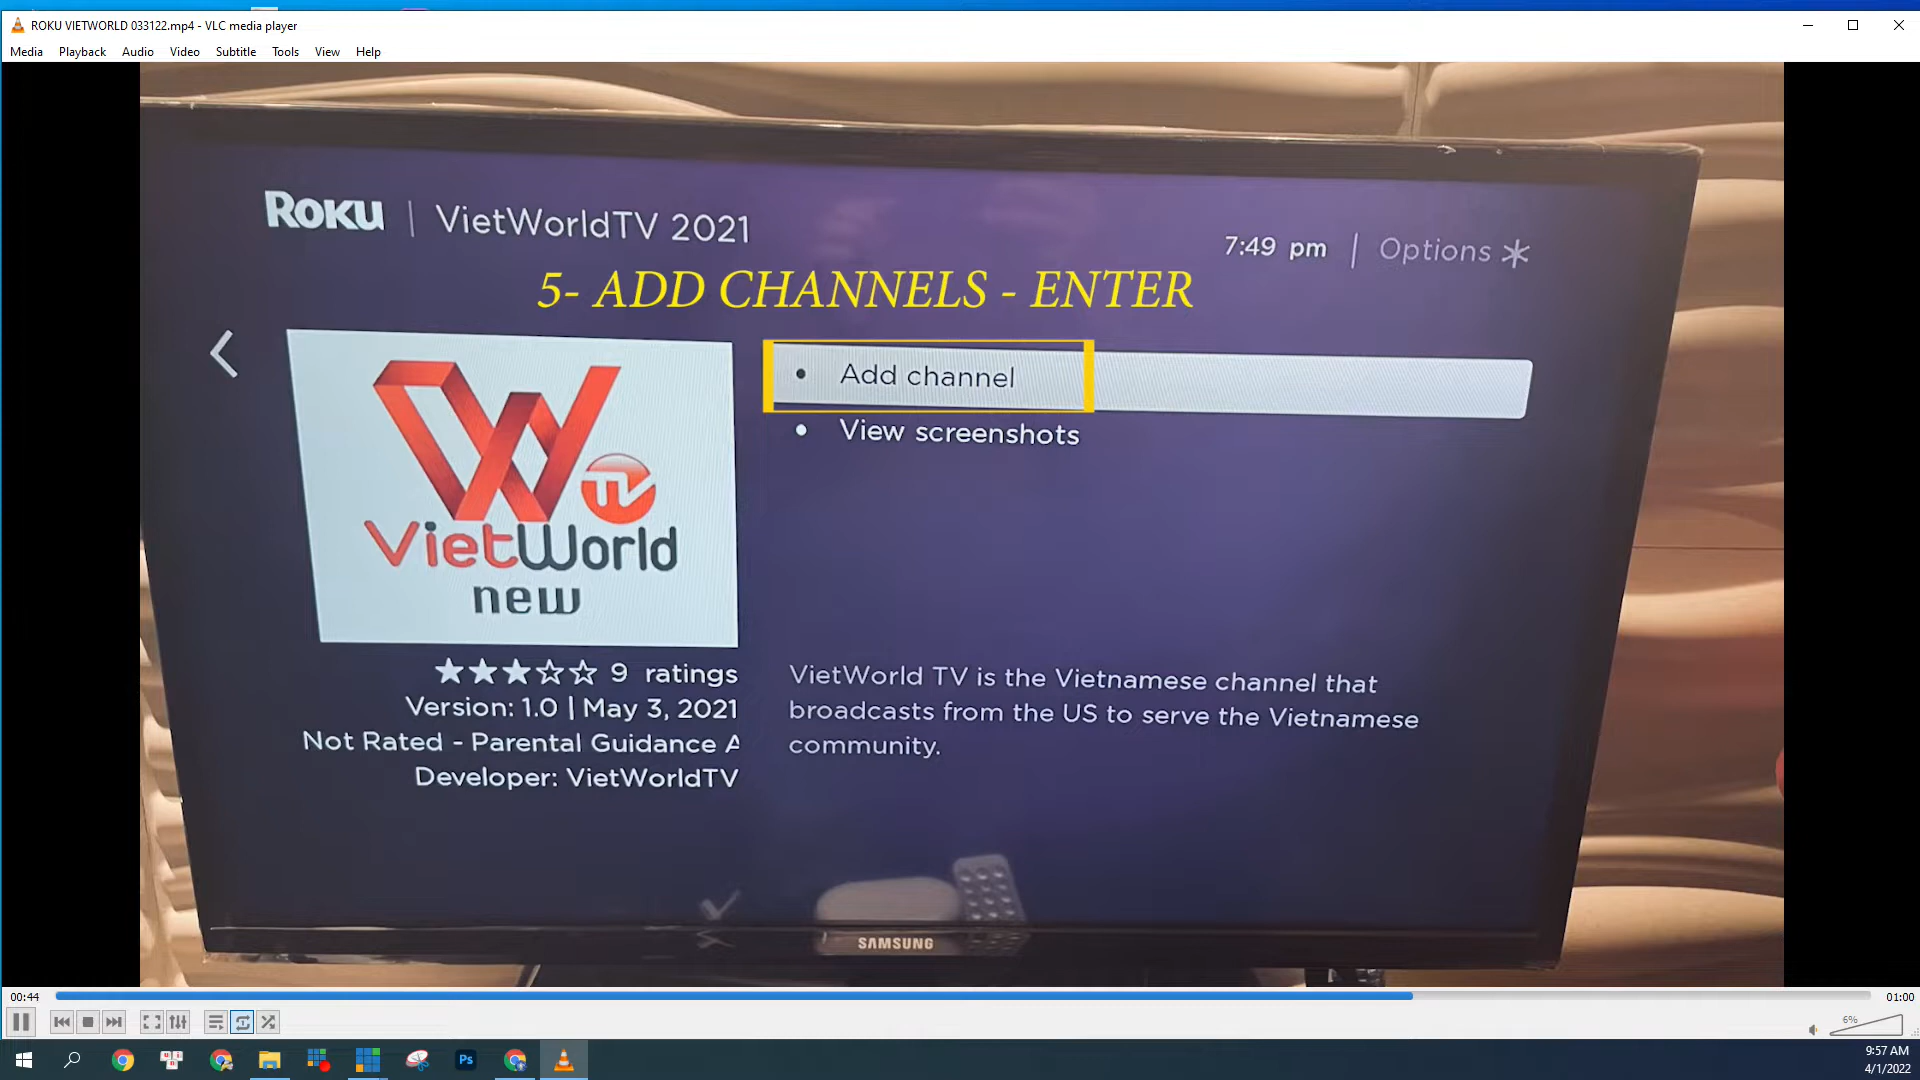 ROKU VIETWORLD 033122.mp4 - VLC media player
Media Playback Audio Video Subtitle Tools View Help
Roku | VietWorldTV 2021
7:49 pm | Options
5- ADD CHANNELS - ENTER
Add channel
View screenshots
TV
VietWorld
new
9 ratings
Version: 1.0 | May 3, 2021
Not Rated - Parental Guidance A
Developer: VietWorldTV
VietWorld TV is the Vietnamese channel that
broadcasts from the US to serve the Vietnamese
community.
SAMSUNG
00:44
01:00
6%
Ps
9:57 AM
4/1/2022